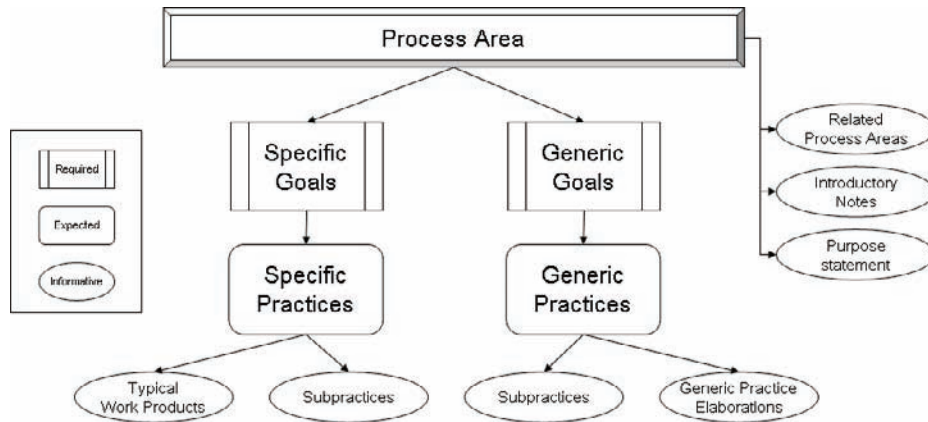 Process Area
Related
Process Areas
Specific
Goals
Generic
Goals
Required
Introductory
Notes
Expected
Purpose
statement
Specific
Practices
Generic
Practices
Informative
Typical
Work Products
Subpractices
Subpractices
Generic Practice
Elaborations